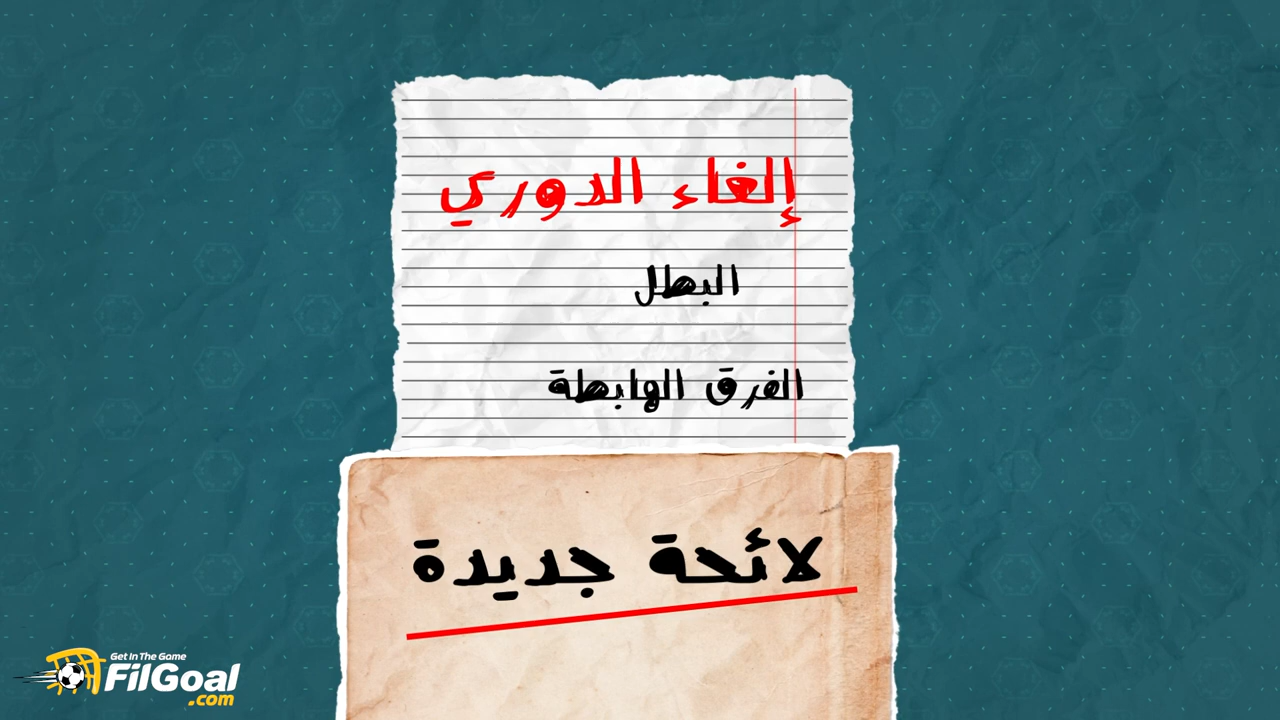 إلغاء الدوري
البطل
الفرق الهابطة
لائحة جديدة
Get In The Game
FilGoal
.com